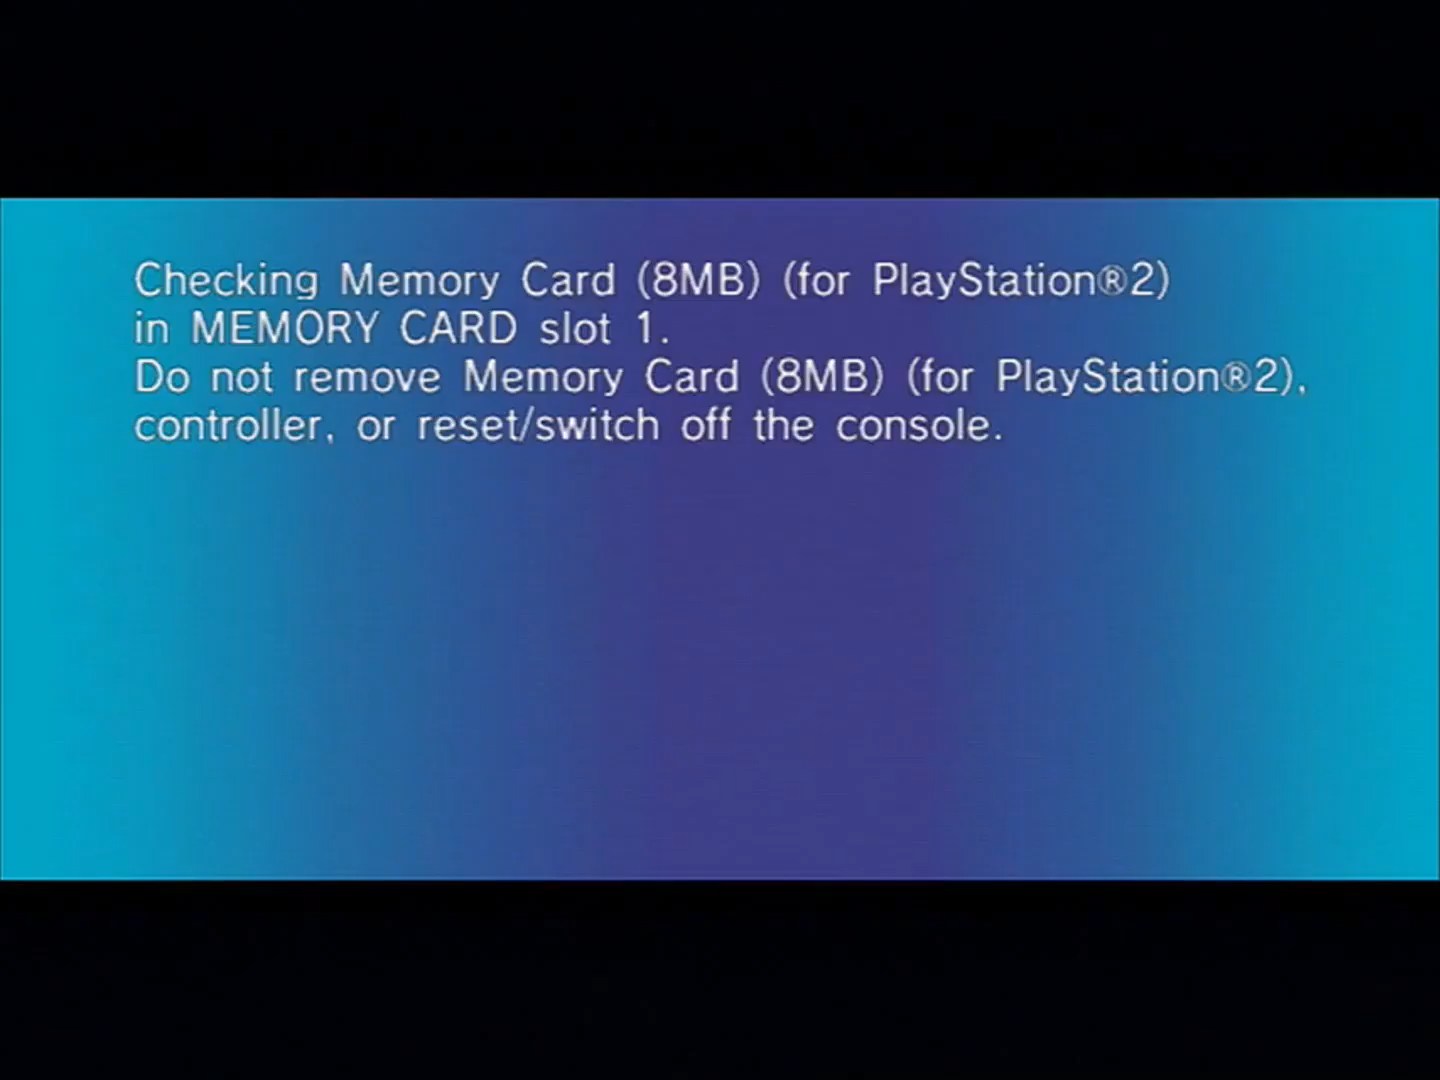 Checking Memory Card (8MB) (for PlayStation®2)
in MEMORY CARD slot 1.
Do not remove Memory Card (8MB) (for PlayStation®2),
controller, or reset/switch off the console.